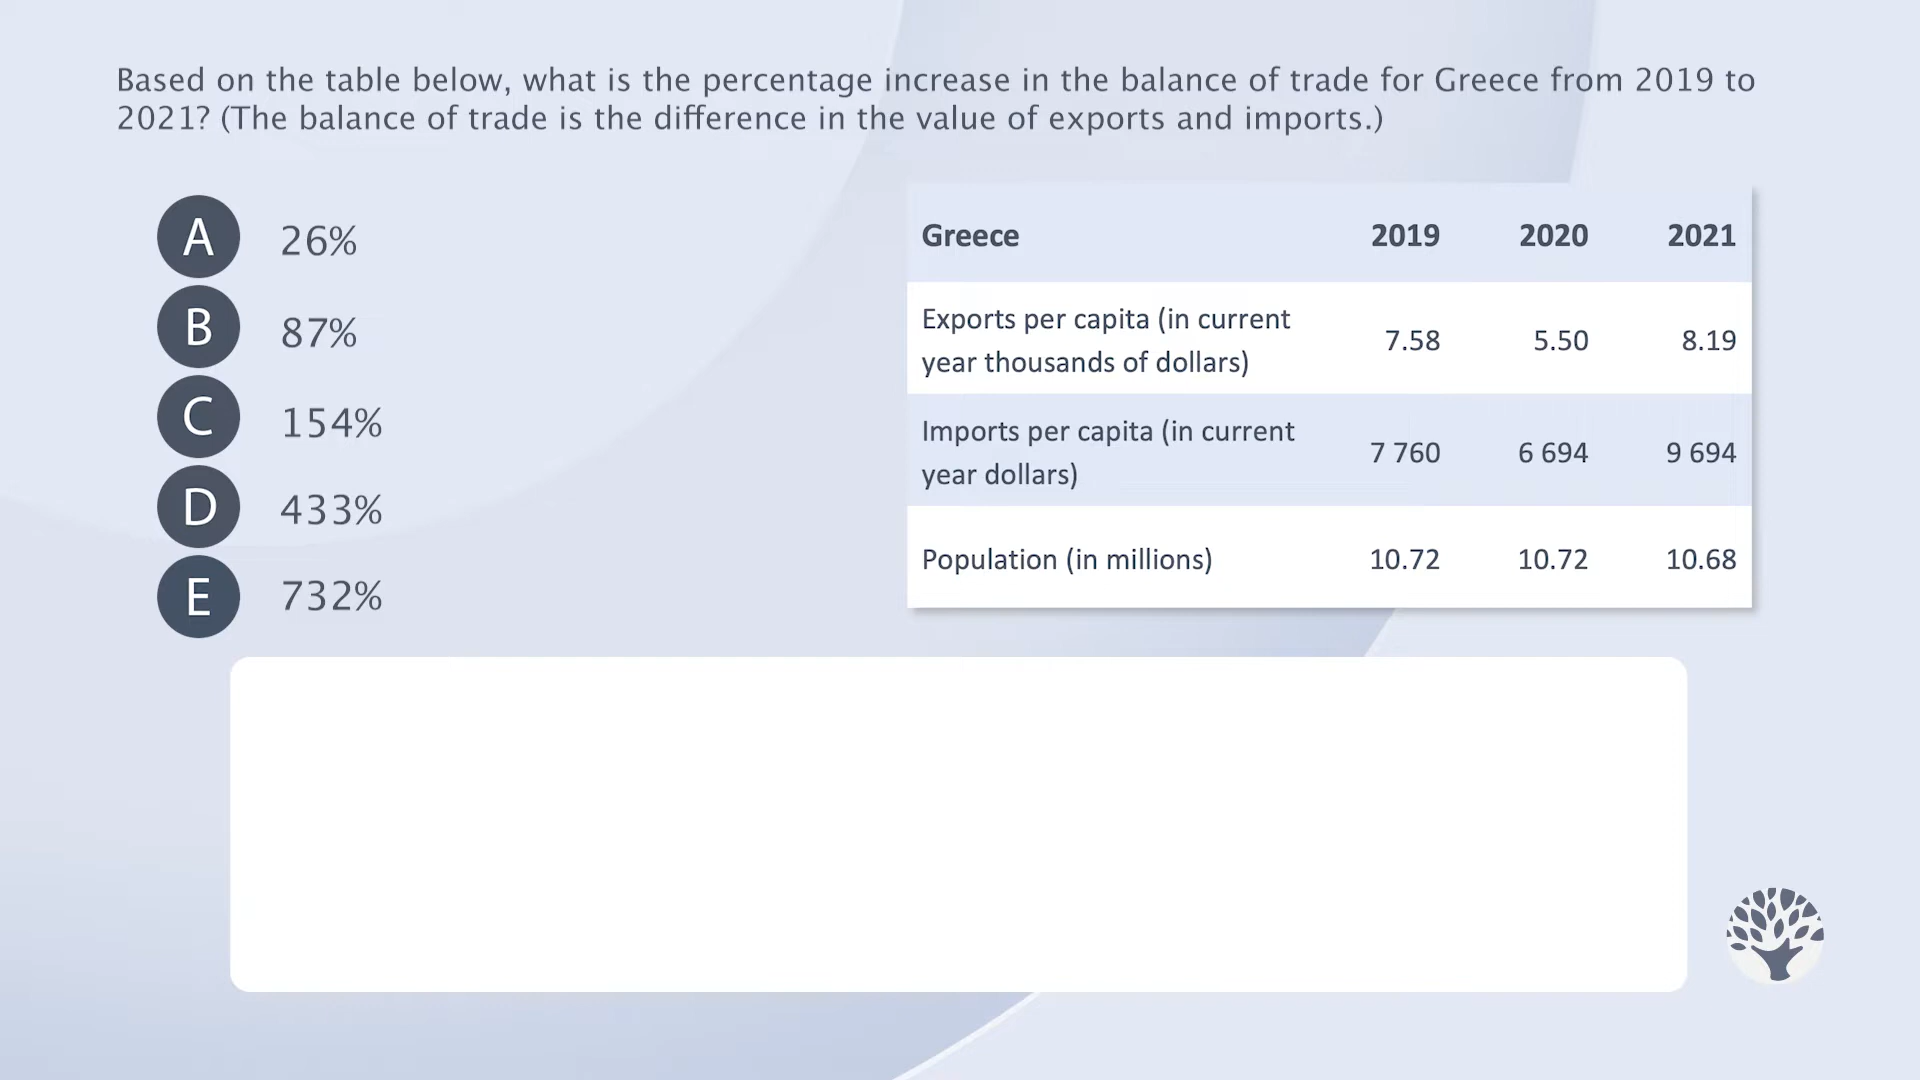 Based on the table below, what is the percentage increase in the balance of trade for Greece from 2019 to
2021? (The balance of trade is the difference in the value of exports and imports.)
A 26%
B 87%
C 154%
D 433%
E 732%
Greece 2019 2020 2021
Exports per capita (in current
year thousands of dollars) 7.58 5.50 8.19
Imports per capita (in current
year dollars) 7 760 6 694 9 694
Population (in millions) 10.72 10.72 10.68